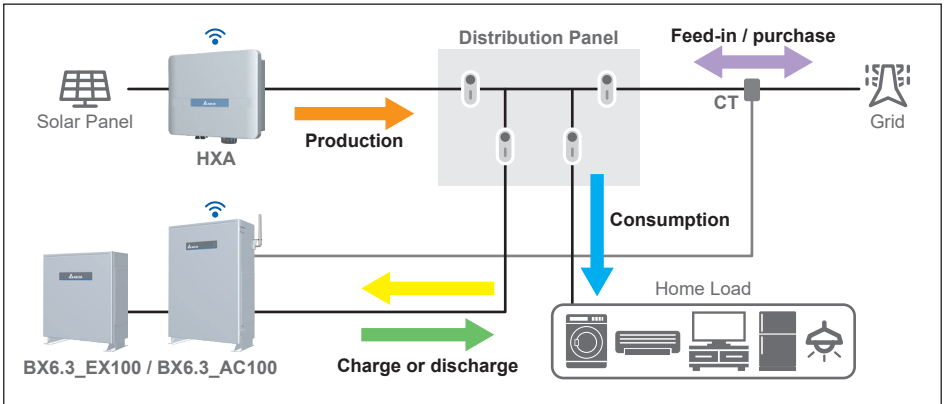 Distribution Panel
Feed-in / purchase
Solar Panel
HXA
Production
CT
Grid
Consumption
Home Load
BX6.3_EX100 / BX6.3_AC100
Charge or discharge